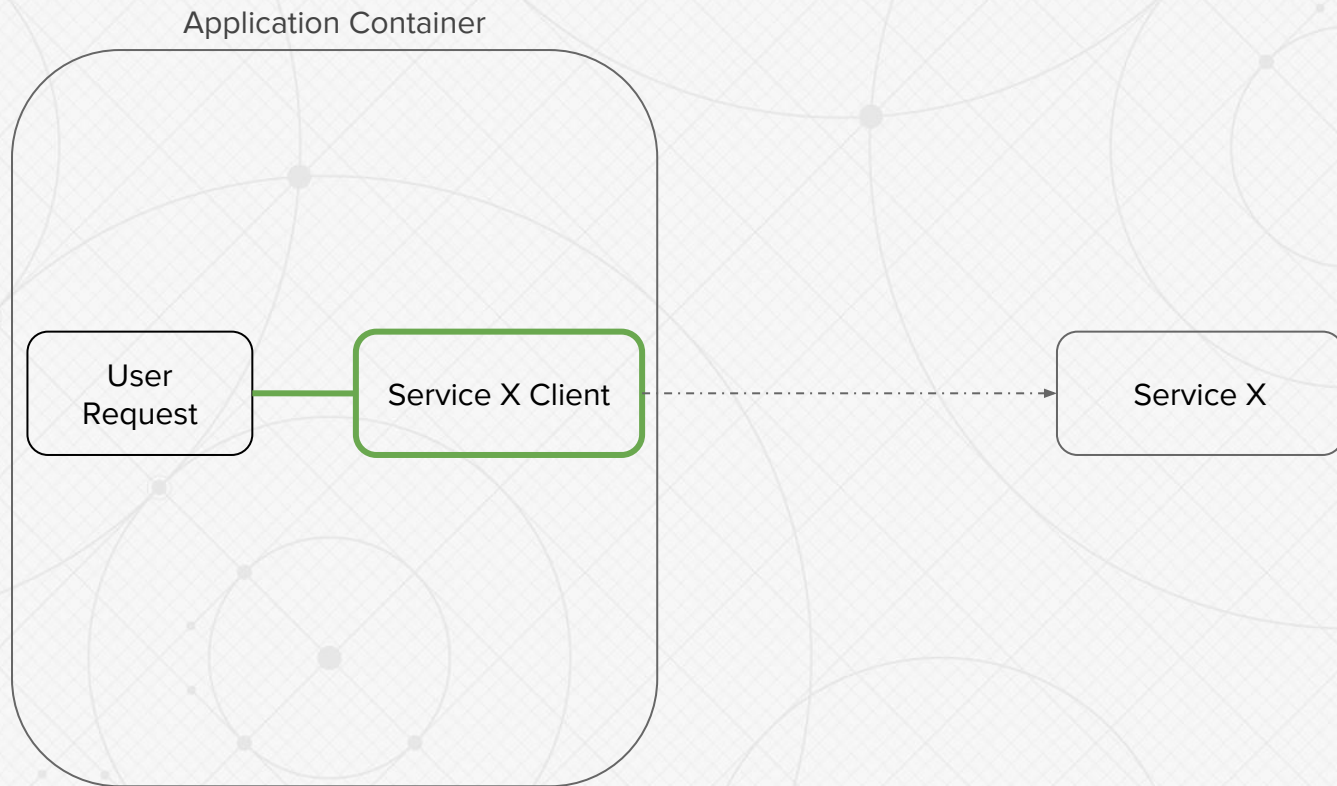 Application Container
User
Request
Service X Client
Service X